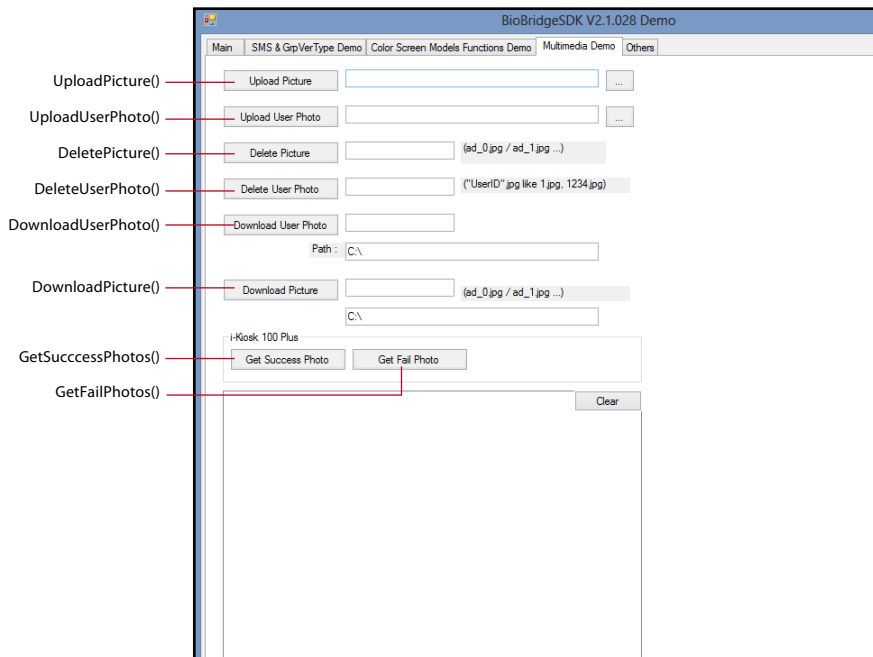 BioBridgeSDK V2.1.028 Demo
Main SMS & GrpVerType Demo Color Screen Models Functions Demo Multimedia Demo Others
UploadPicture() Upload Picture ...
UploadUserPhoto() Upload User Photo ...
DeletePicture() Delete Picture (ad_0.jpg / ad_1.jpg ...)
DeleteUserPhoto() Delete User Photo ("UserID".jpg like 1.jpg, 1234.jpg)
DownloadUserPhoto() Download User Photo
Path : C:\
DownloadPicture() Download Picture (ad_0.jpg / ad_1.jpg ...)
C:\
i-Kiosk 100 Plus
GetSucccessPhotos() Get Success Photo Get Fail Photo
GetFailPhotos() Clear